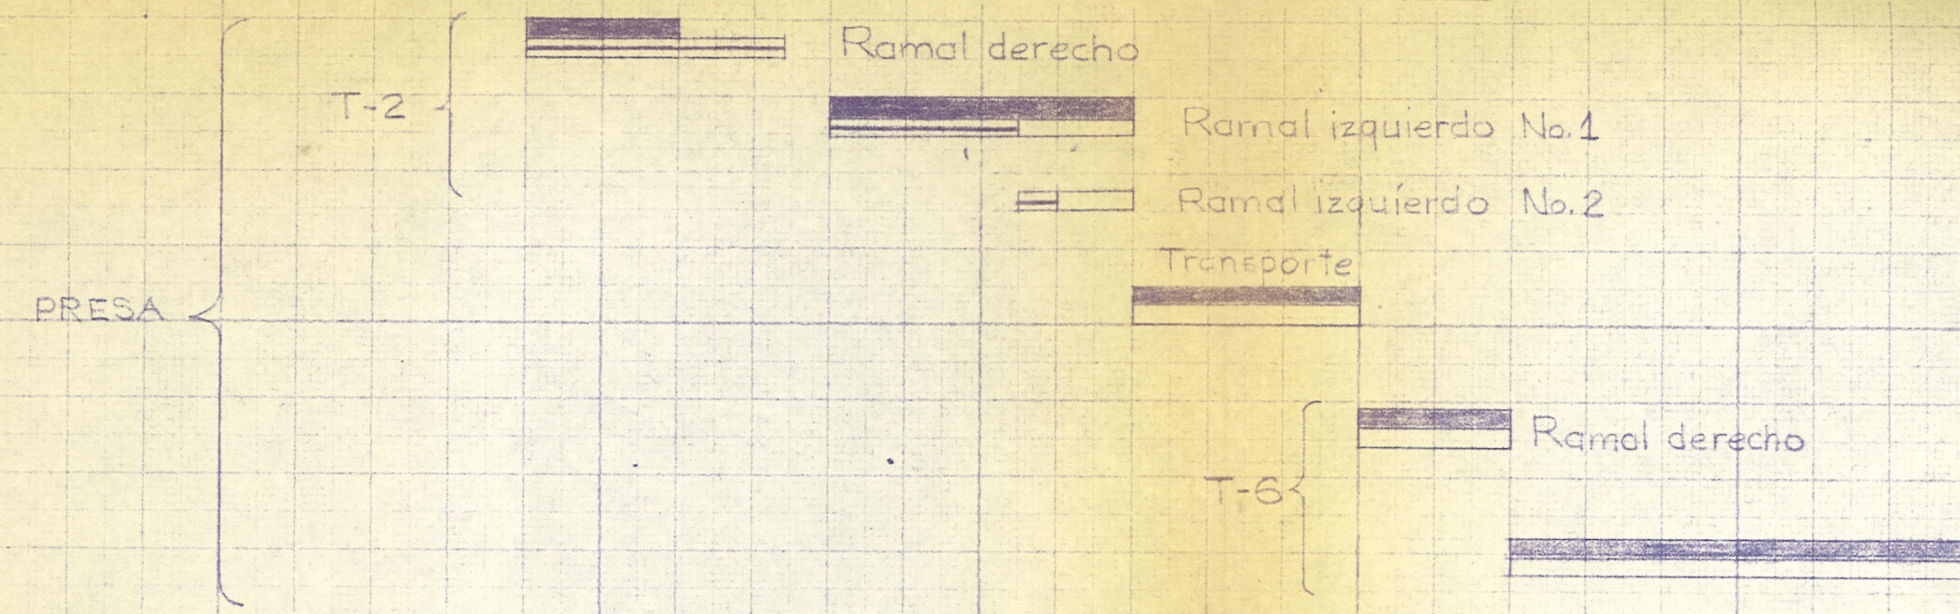 Ramal derecho
T-2
Ramal izquierdo No.1
Ramal izquierdo No.2
Transporte
PRESA
Ramal derecho
T-6